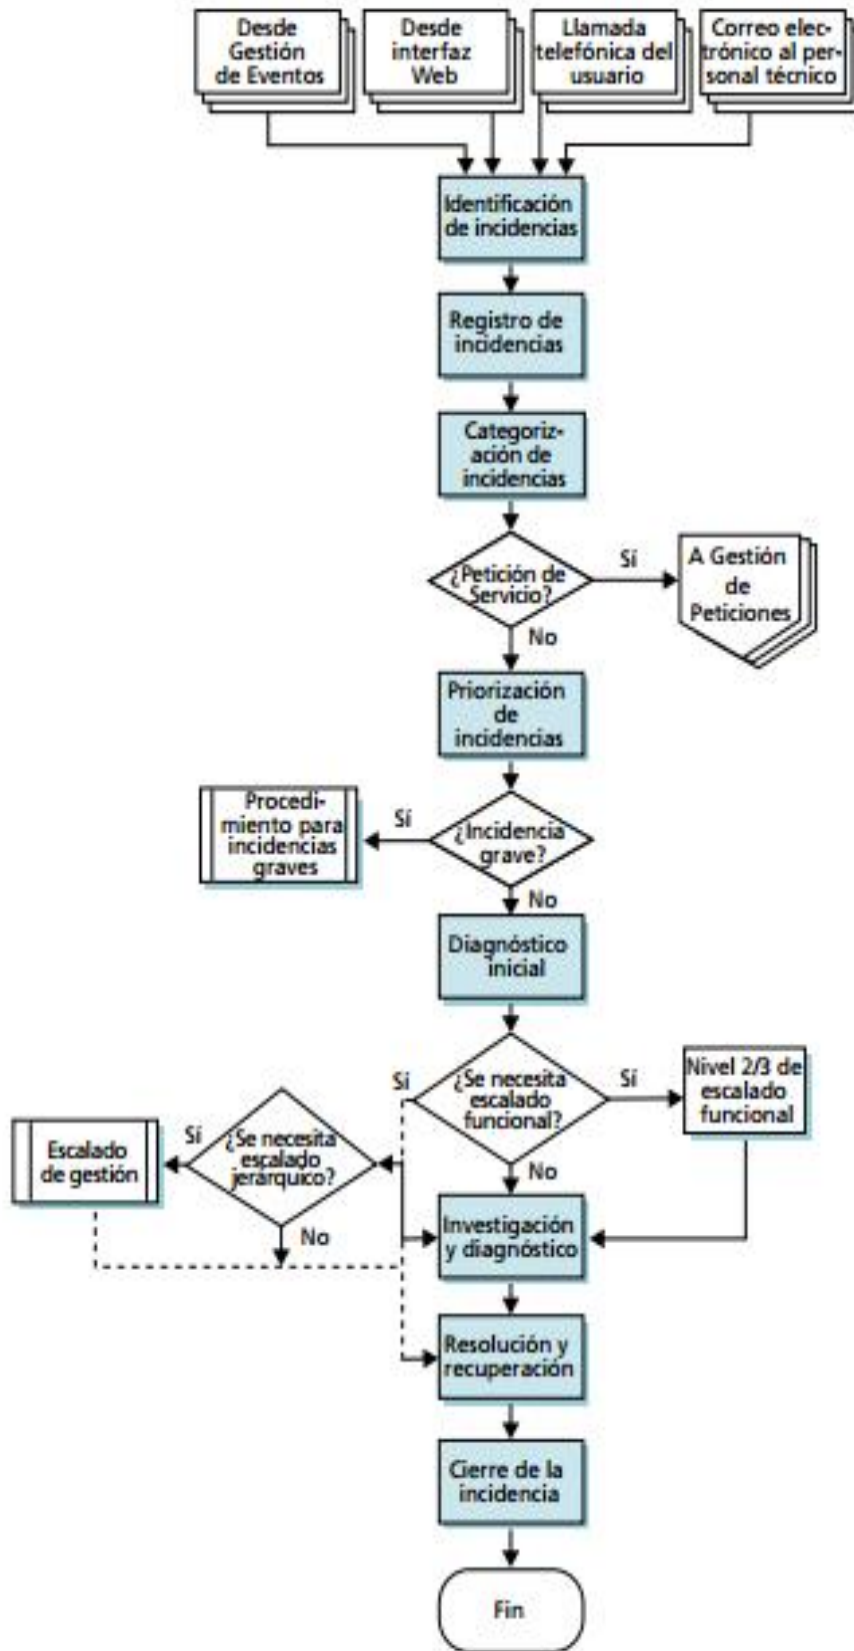 Desde
Gestión
de Eventos
Desde
interfaz
Web
Llamada
telefónica del
usuario
Correo elec-
trónico al per-
sonal técnico
Identificación
de incidencias
Registro de
incidencias
Categoriz-
ación de
incidencias
¿Petición de
Servicio?
Sí
A Gestión
de
Peticiones
No
Priorización
de
incidencias
Procedi-
miento para
incidencias
graves
Sí
¿Incidencia
grave?
No
Diagnóstico
inicial
Sí
¿Se necesita
escalado
funcional?
Sí
Nivel 2/3 de
escalado
funcional
Escalado
de gestión
Sí
¿Se necesita
escalado
jerárquico?
No
No
Investigación
y diagnóstico
Resolución y
recuperación
Cierre de la
incidencia
Fin